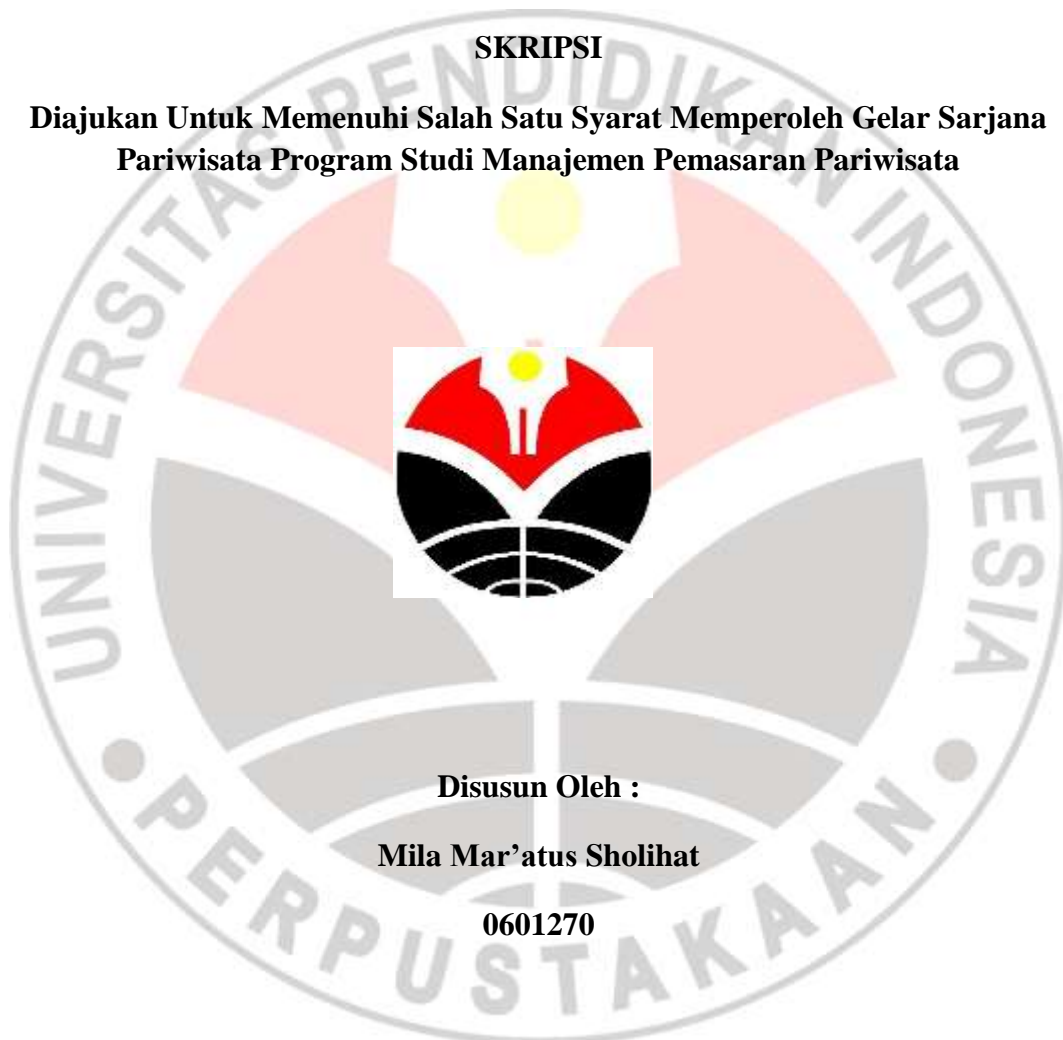 SKRIPSI
Diajukan Untuk Memenuhi Salah Satu Syarat Memperoleh Gelar Sarjana
Pariwisata Program Studi Manajemen Pemasaran Pariwisata
Disusun Oleh :
Mila Mar’atus Sholihat
0601270
UNIVERSITAS PENDIDIKAN INDONESIA
PERPUSTAKAAN